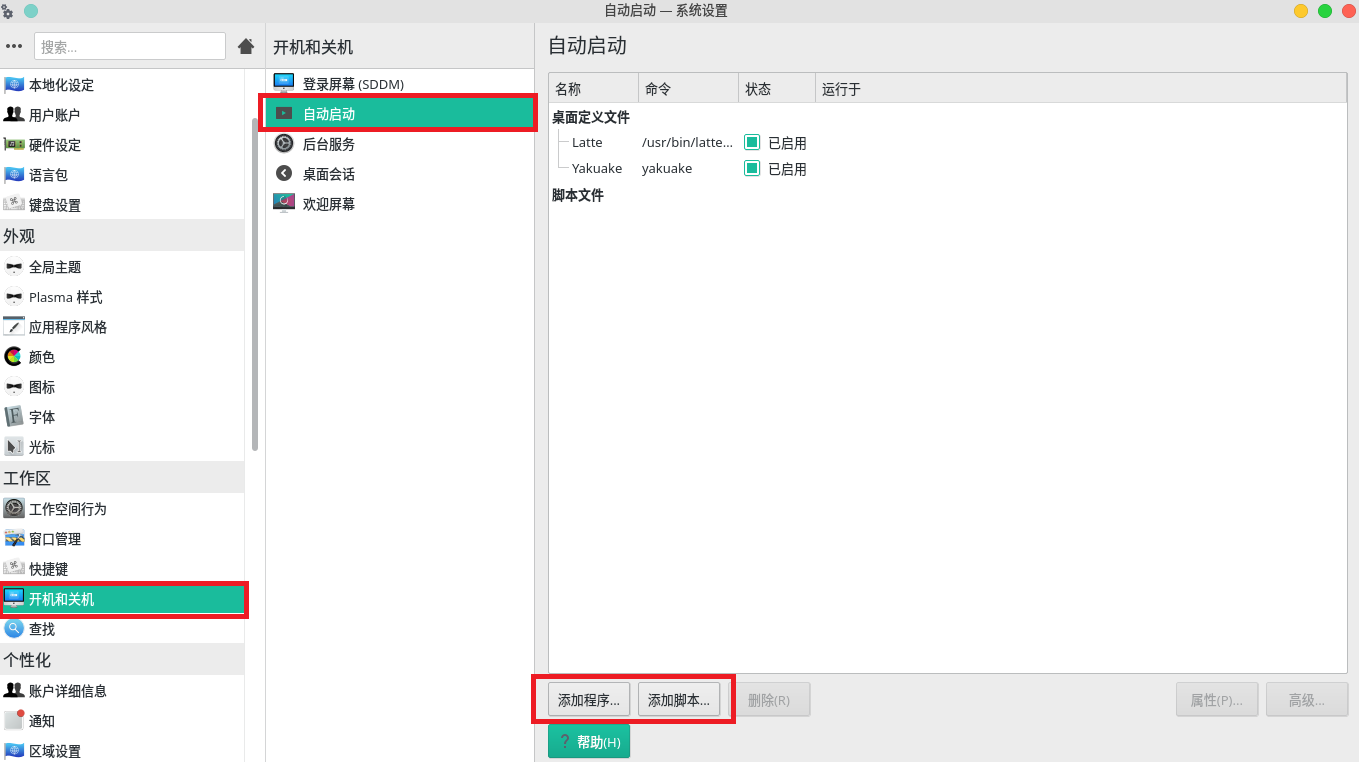 自动启动 — 系统设置
搜索...
本地化设定
用户账户
硬件设定
语言包
键盘设置
外观
全局主题
Plasma 样式
应用程序风格
颜色
图标
字体
光标
工作区
工作空间行为
窗口管理
快捷键
开机和关机
查找
个性化
账户详细信息
通知
区域设置
开机和关机
登录屏幕 (SDDM)
自动启动
后台服务
桌面会话
欢迎屏幕
自动启动
名称 命令 状态 运行于
桌面定义文件
Latte /usr/bin/latte... 已启用
Yakuake yakuake 已启用
脚本文件
添加程序... 添加脚本... 删除(R) 属性(P)... 高级...
? 帮助(H)